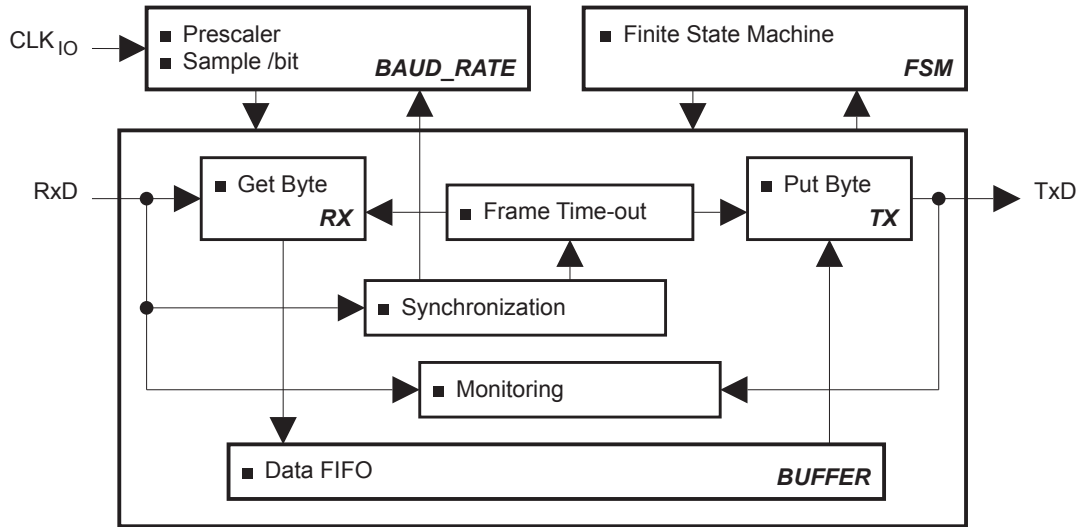 CLK IO
■ Prescaler
■ Sample /bit
BAUD_RATE
■ Finite State Machine
FSM
RxD
■ Get Byte
RX
■ Frame Time-out
■ Put Byte
TX
TxD
■ Synchronization
■ Monitoring
■ Data FIFO
BUFFER